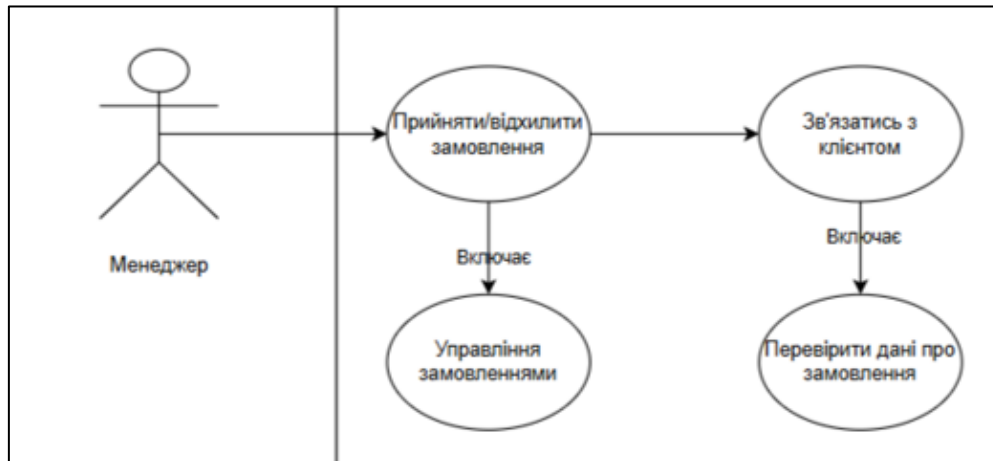 Менеджер
Прийняти/відхилити
замовлення
Зв'язатись з
клієнтом
Включає
Включає
Управління
замовленнями
Перевірити дані про
замовлення